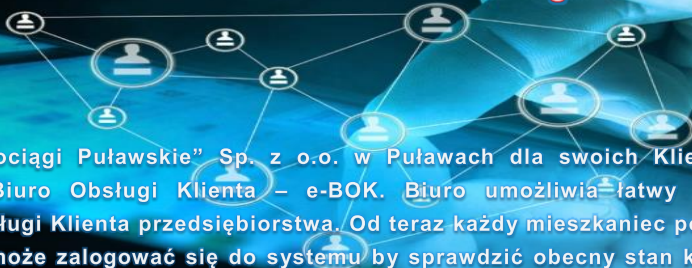 ociągi Puławskie” Sp. z o.o. w Puławach dla swoich Klie
Biuro Obsługi Klienta – e-BOK. Biuro umożliwia łatwy
ługi Klienta przedsiębiorstwa. Od teraz każdy mieszkaniec po
może zalogować się do systemu by sprawdzić obecny stan k